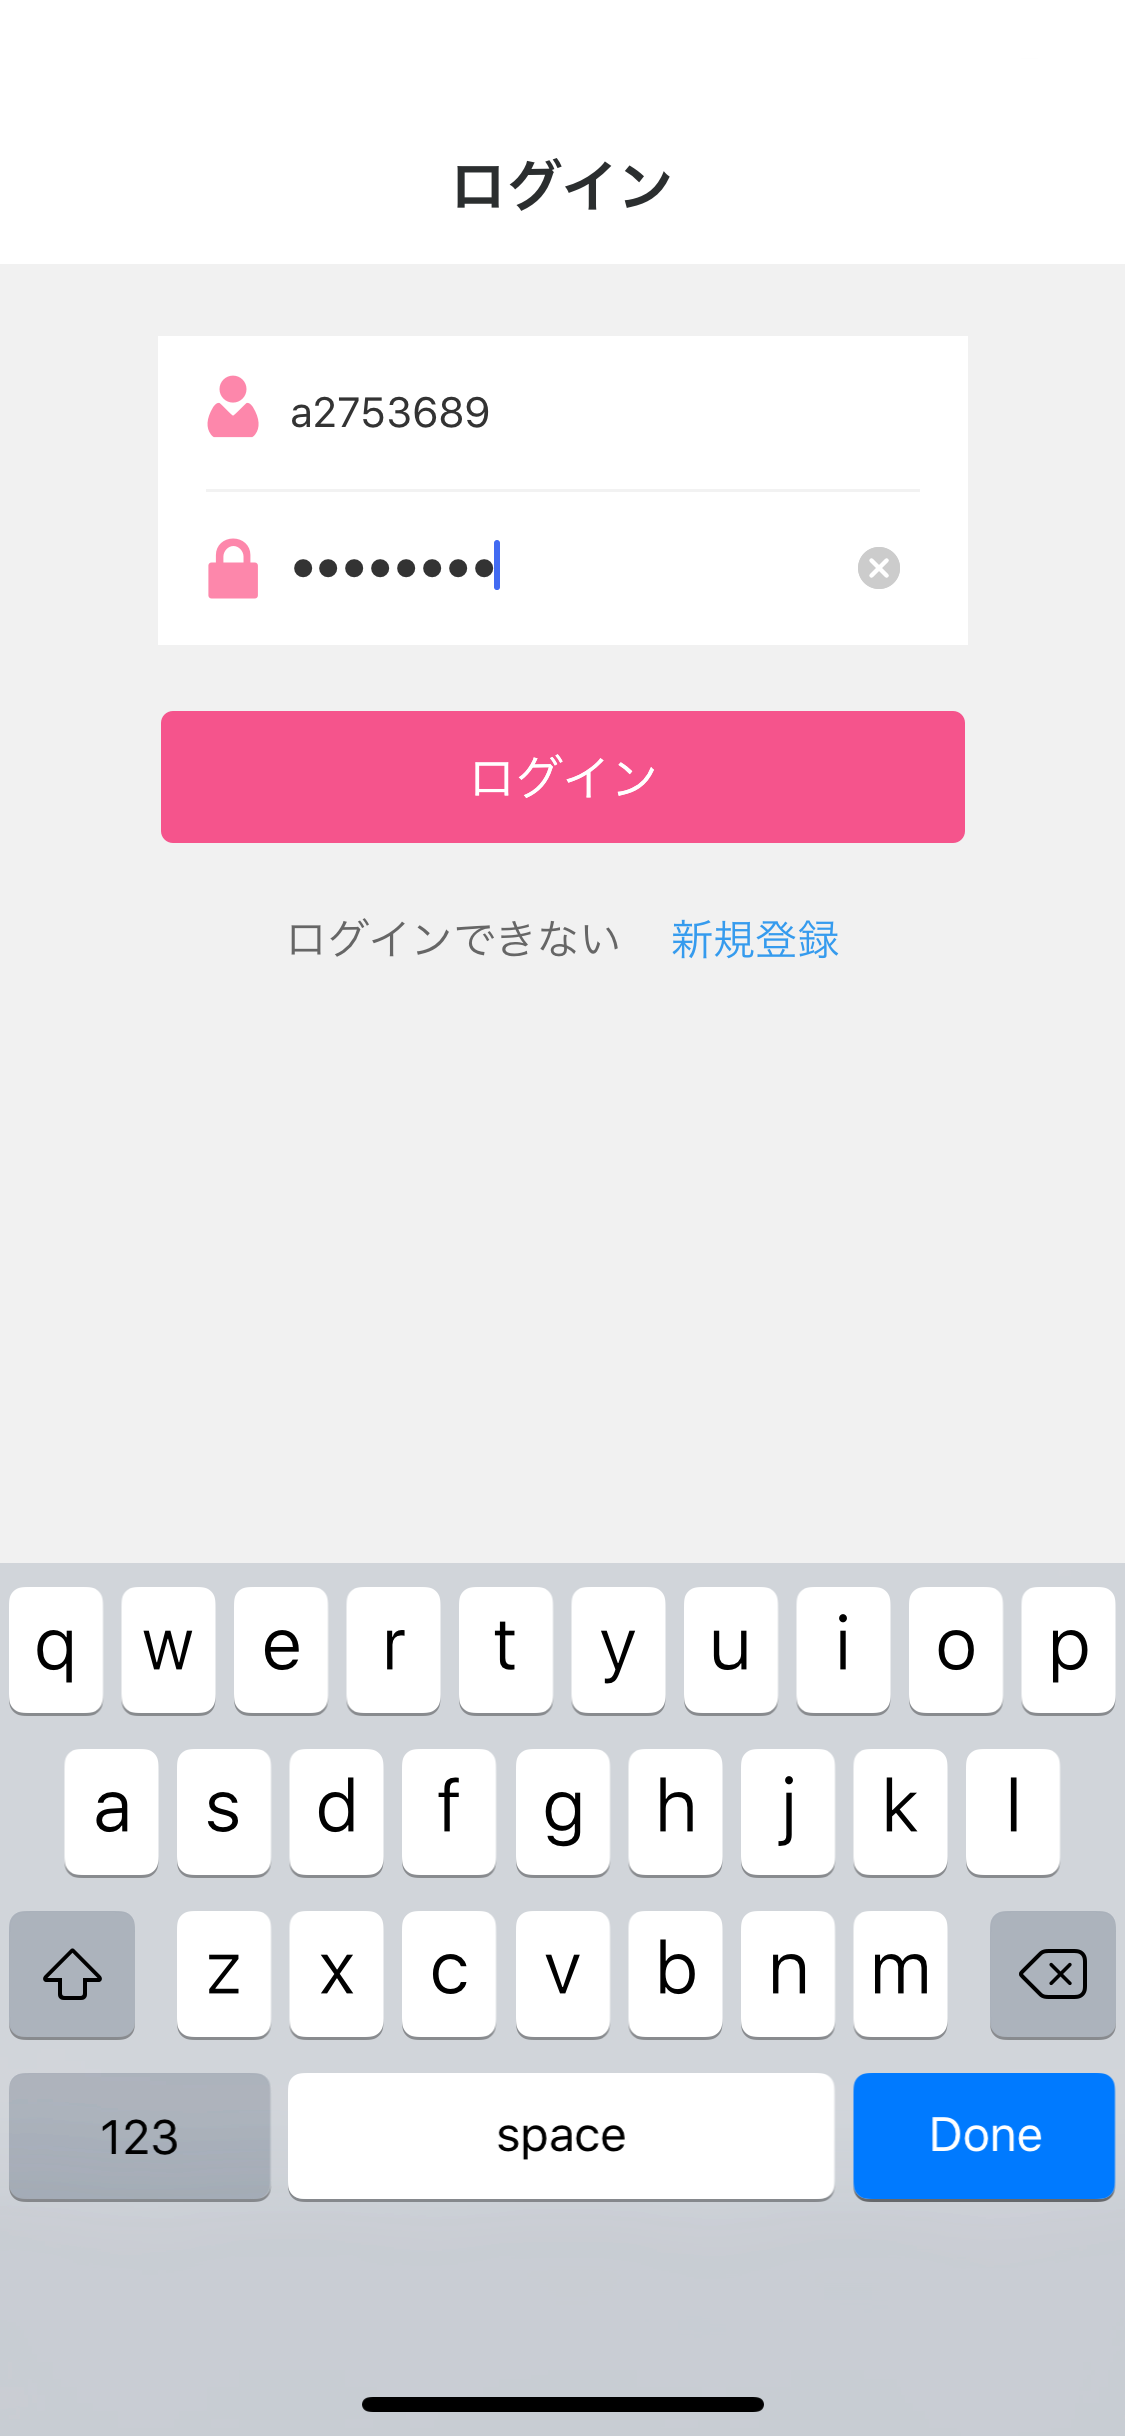 ログイン
a2753689
••••••••
ログイン
ログインできない 新規登録
q w e r t y u i o p
a s d f g h j k l
z x c v b n m
123 space Done